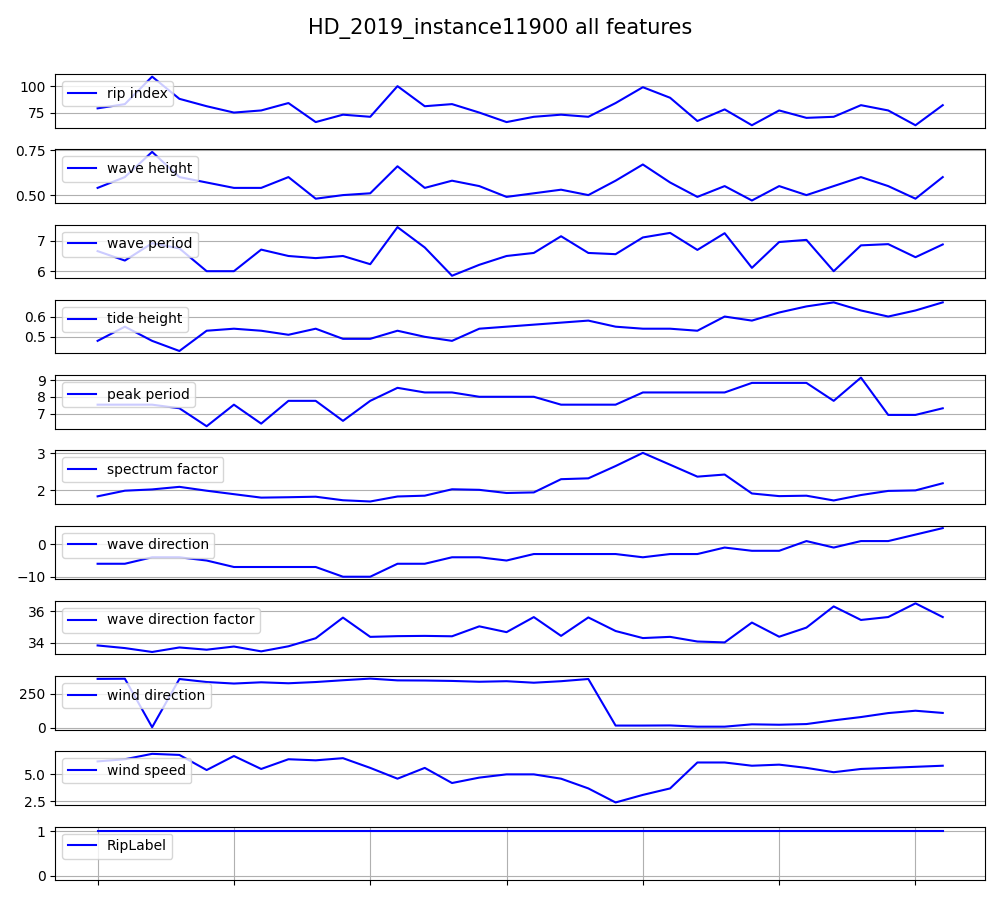 HD_2019_instance11900 all features
100
75
rip index
0.75
0.50
wave height
7
6
wave period
0.6
0.5
tide height
9
8
7
peak period
3
2
spectrum factor
0
−10
wave direction
36
34
wave direction factor
250
0
wind direction
5.0
2.5
wind speed
1
0
RipLabel